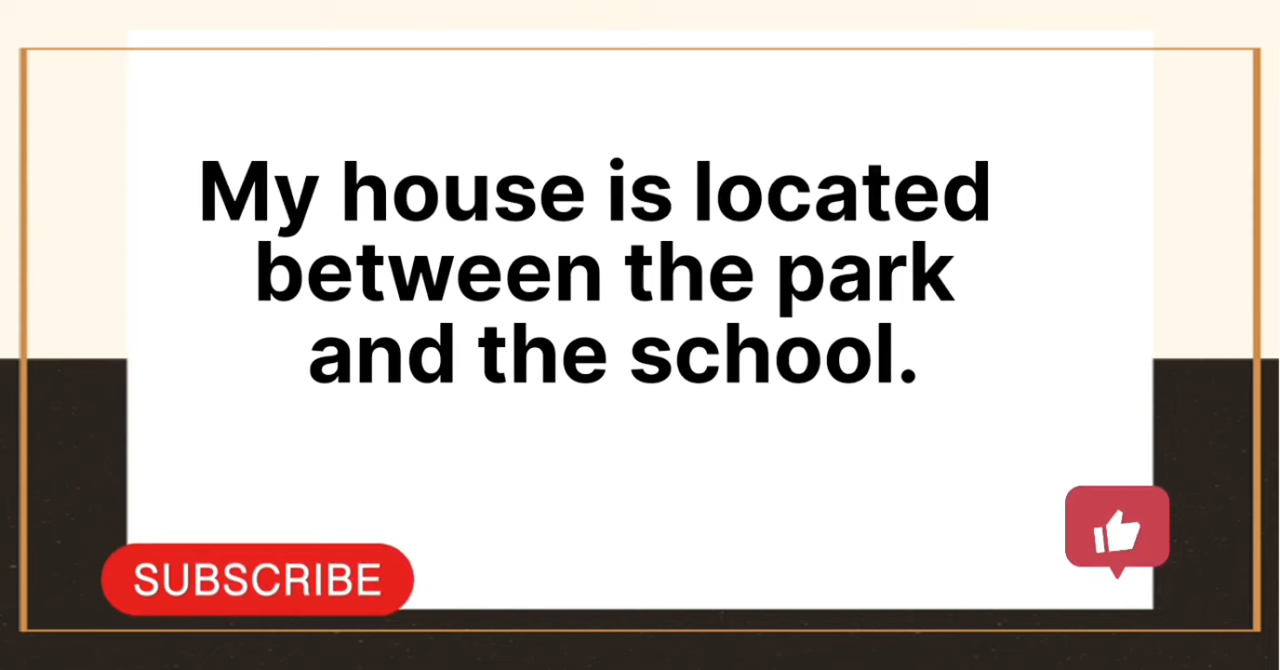 My house is located
between the park
and the school.
SUBSCRIBE